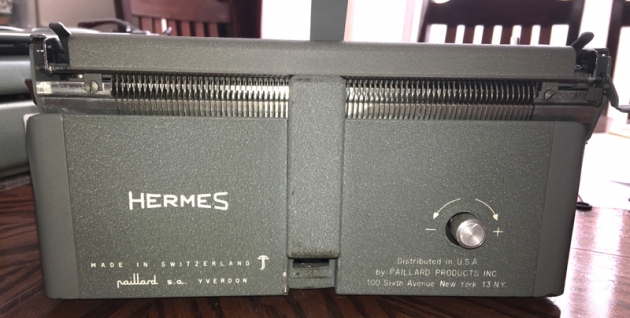 HERMES
MADE IN SWITZERLAND
paillard s.a. YVERDON
- +
Distributed in U.S.A
by: PAILLARD PRODUCTS INC.
100 Sixth Avenue New York 13 N.Y.